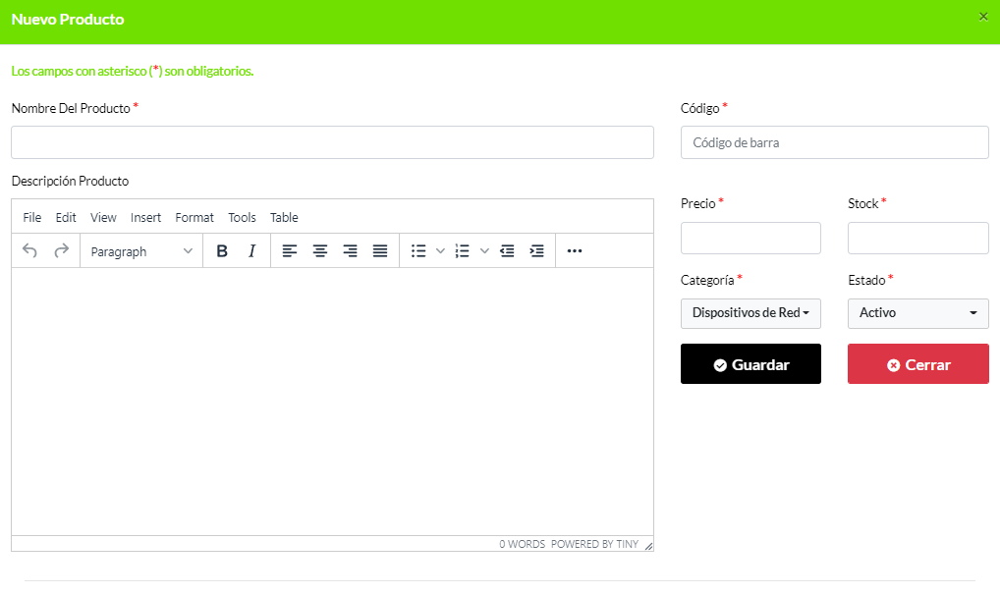 Nuevo Producto ×
Los campos con asterisco (*) son obligatorios.
Nombre Del Producto *
Código *
Código de barra
Descripción Producto
File Edit View Insert Format Tools Table
Paragraph B I
Precio *
Stock *
Categoría *
Estado *
Dispositivos de Red
Activo
Guardar
Cerrar
0 WORDS POWERED BY TINY